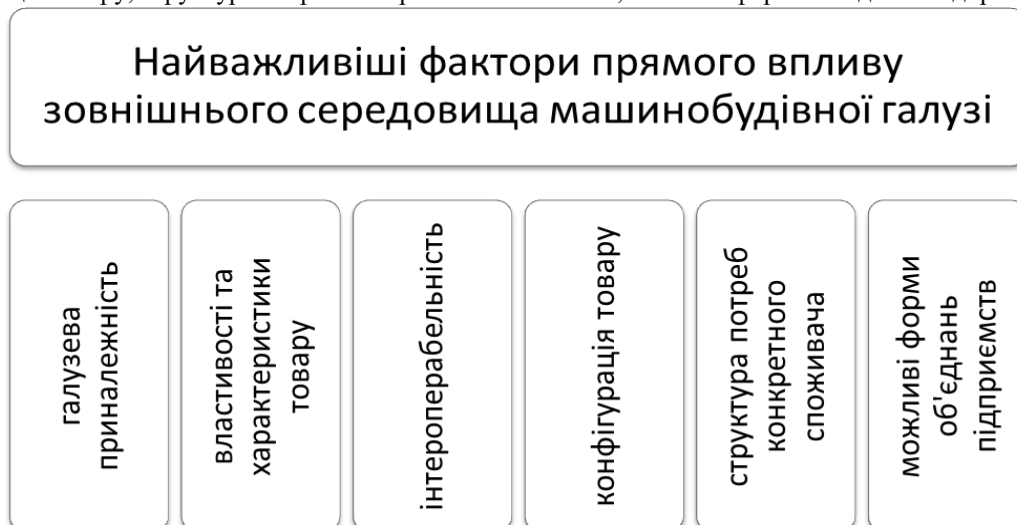 Найважливіші фактори прямого впливу
зовнішнього середовища машинобудівної галузі
галузева
приналежність
властивості та
характеристики
товару
інтероперабельність
конфігурація товару
структура потреб
конкретного
споживача
можливі форми
об'єднань
підприємств